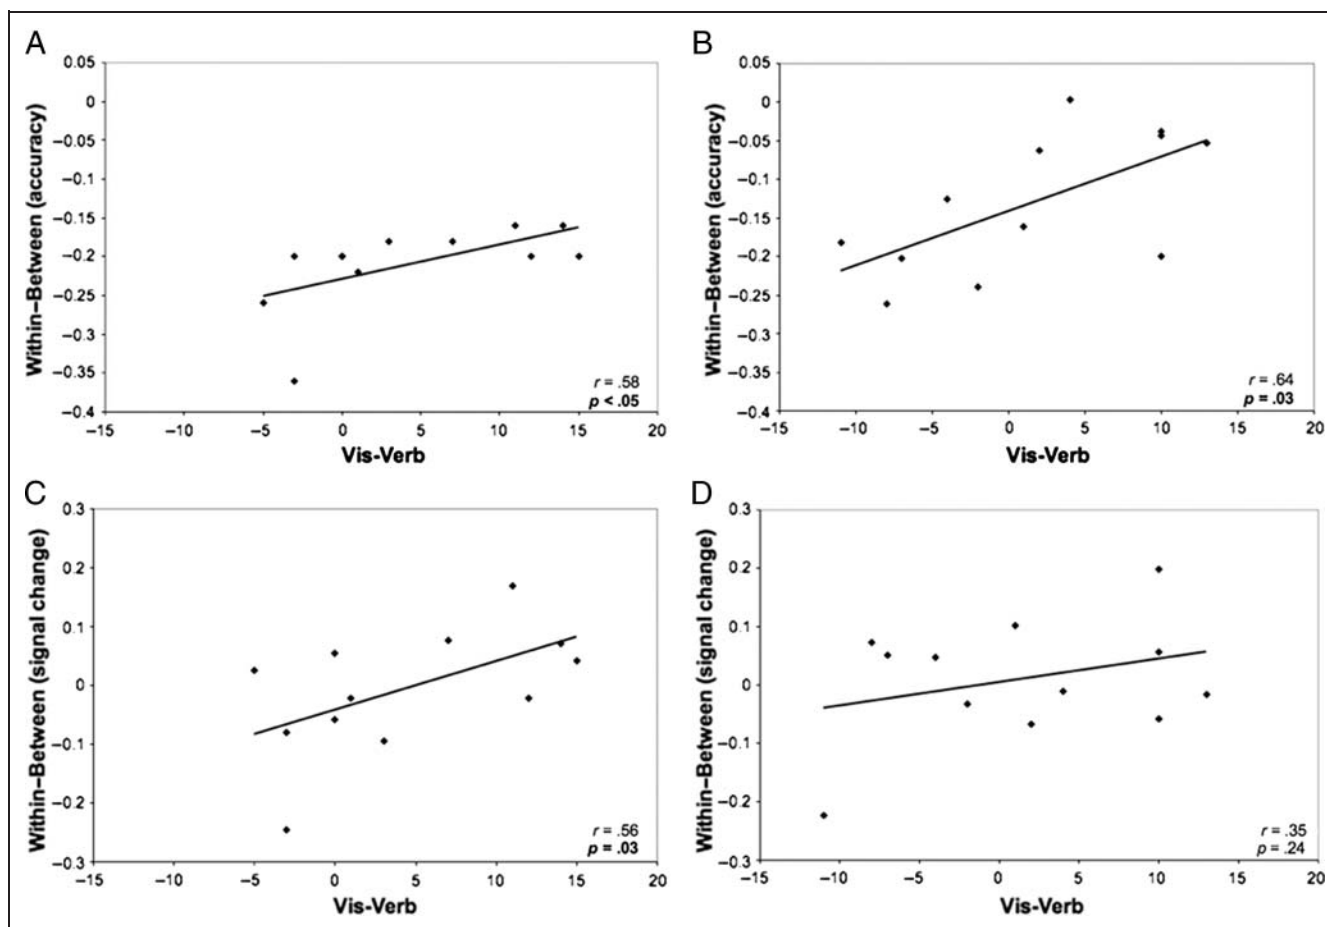 A
0.05
0
−0.05
−0.1
−0.15
−0.2
−0.25
−0.3
−0.35
−0.4
Within−Between (accuracy)
r = .58
p < .05
−15 −10 −5 0 5 10 15 20
Vis-Verb
B
0.05
0
−0.05
−0.1
−0.15
−0.2
−0.25
−0.3
−0.35
−0.4
Within−Between (accuracy)
r = .64
p = .03
−15 −10 −5 0 5 10 15 20
Vis-Verb
C
0.3
0.2
0.1
0
−0.1
−0.2
−0.3
Within−Between (signal change)
r = .56
p = .03
−15 −10 −5 0 5 10 15 20
Vis-Verb
D
0.3
0.2
0.1
0
−0.1
−0.2
−0.3
Within−Between (signal change)
r = .35
p = .24
−15 −10 −5 0 5 10 15 20
Vis-Verb